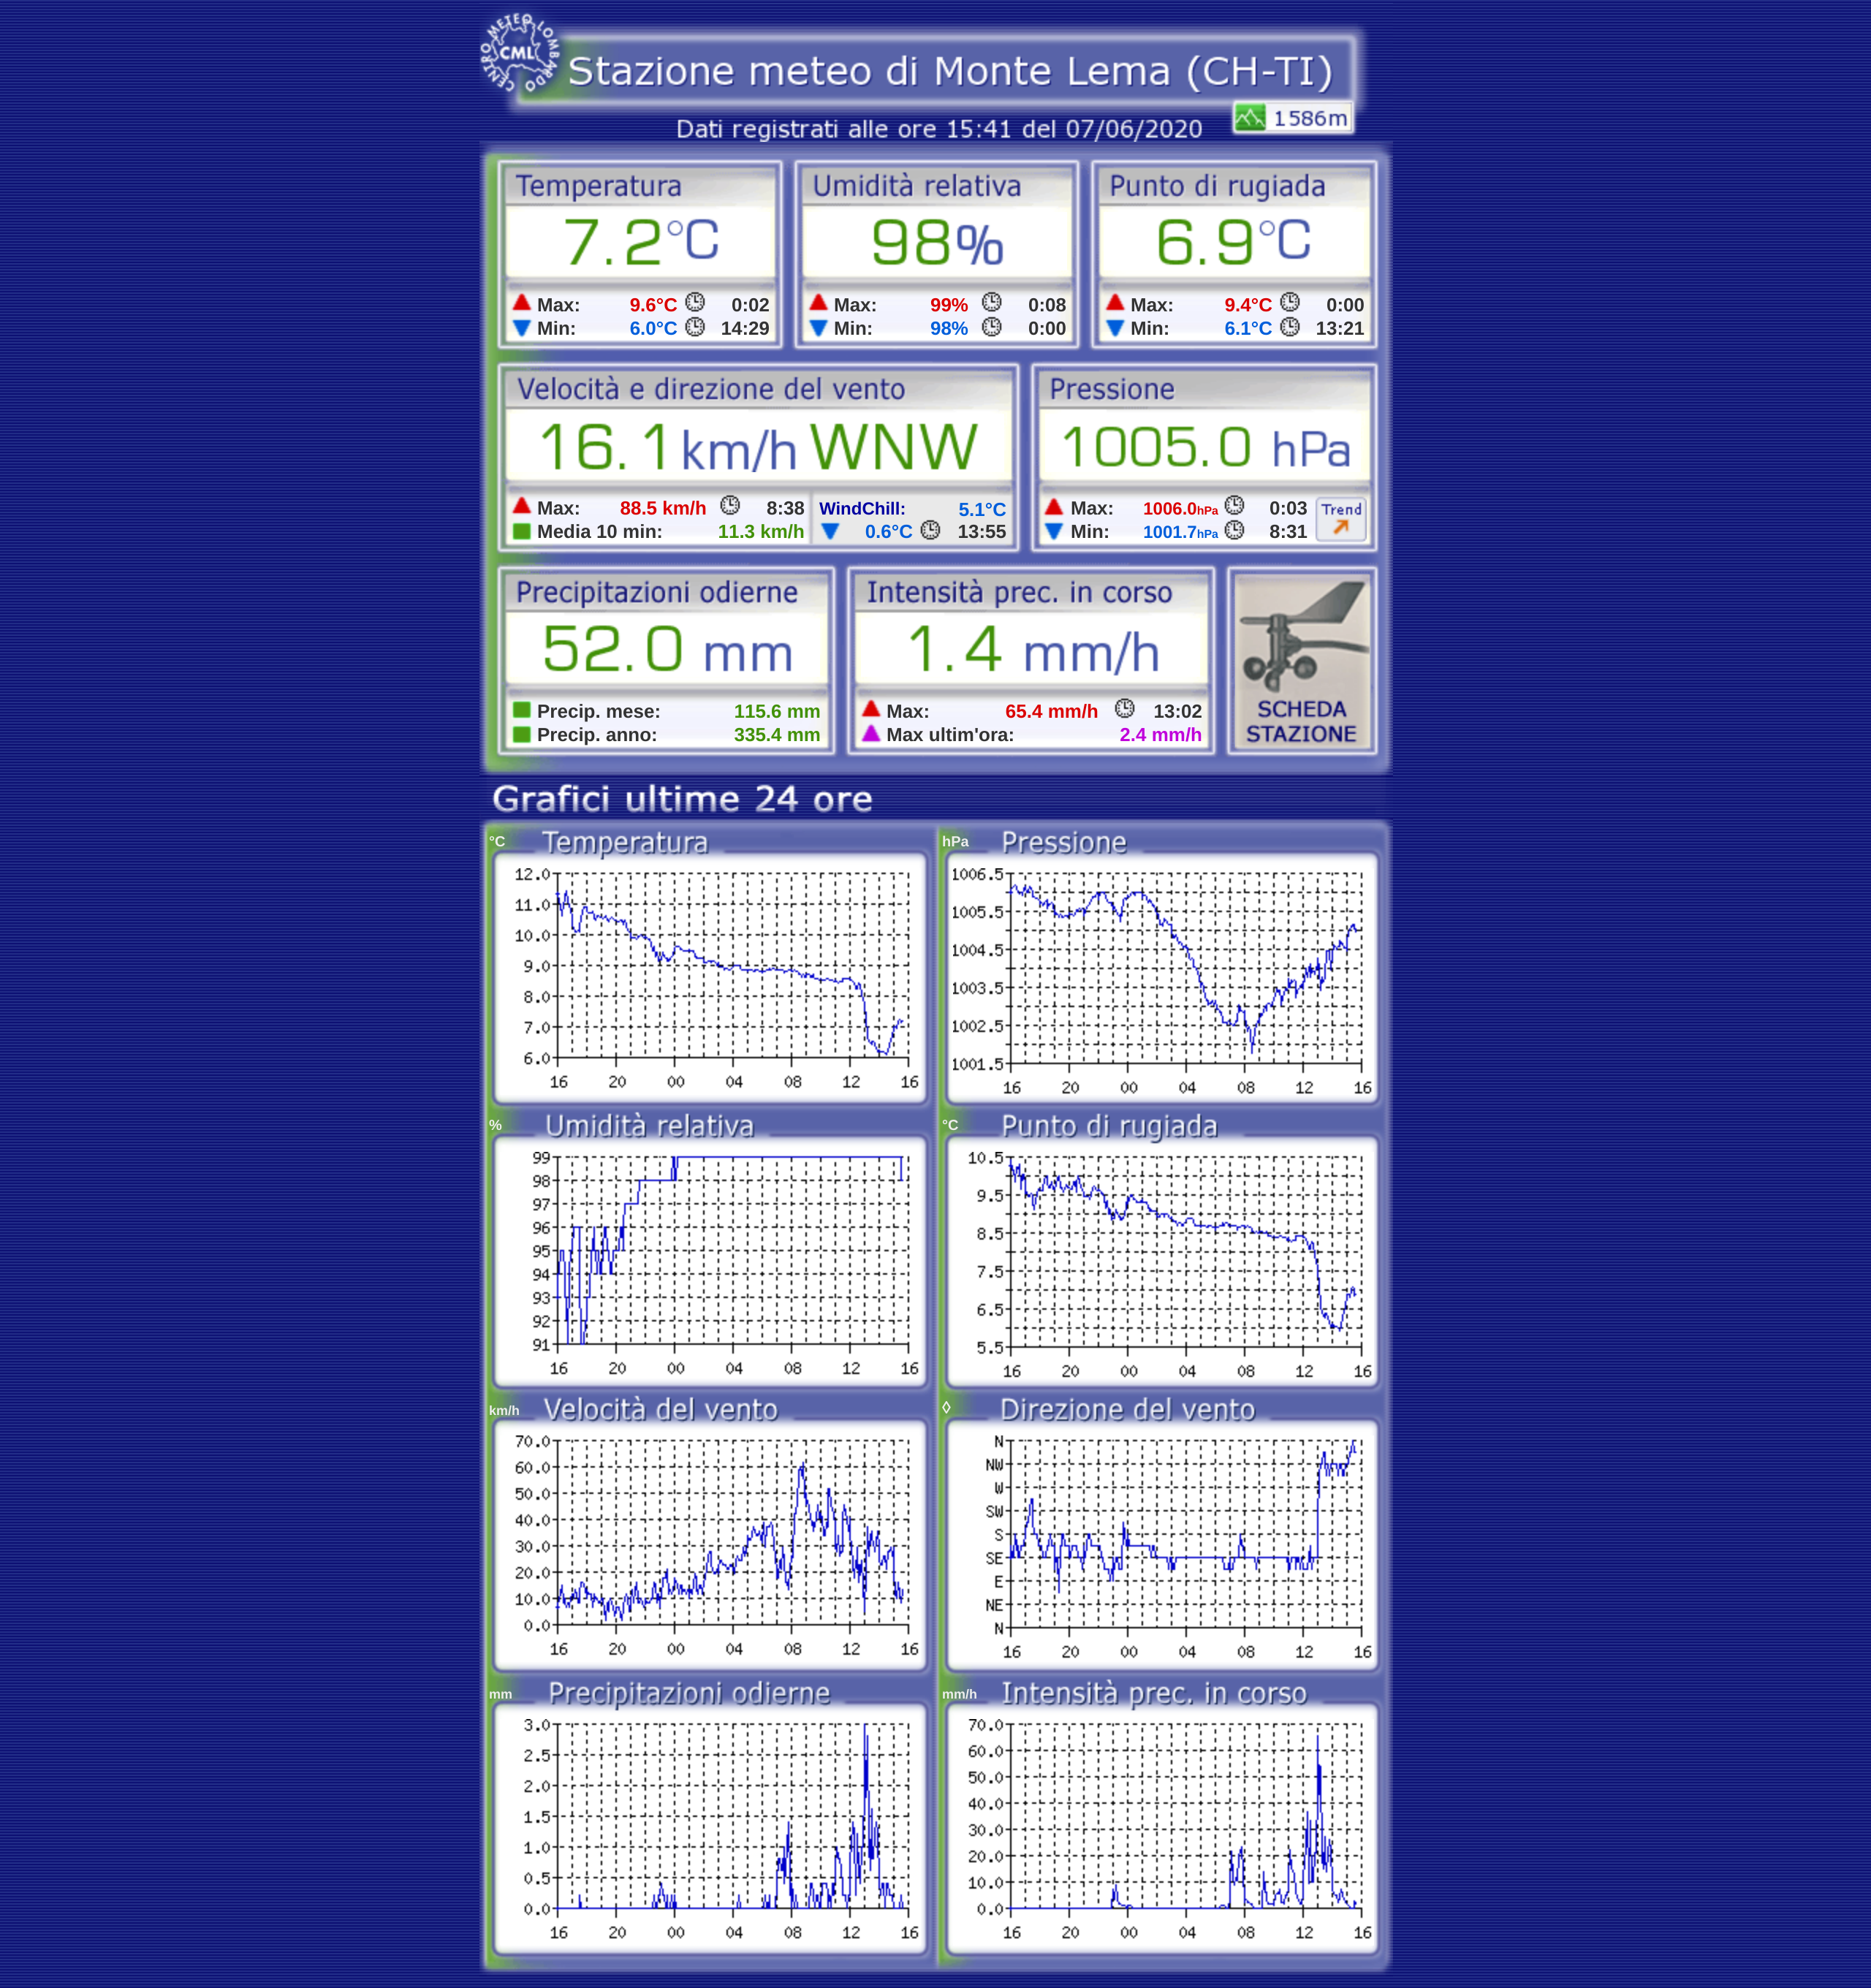 CENTRO METEO LOMBARDO
CML
Stazione meteo di Monte Lema (CH-TI)
1586m
Dati registrati alle ore 15:41 del 07/06/2020
Temperatura Umidità relativa Punto di rugiada
7.2°C 98% 6.9°C
Max: 9.6°C 0:02 Max: 99% 0:08 Max: 9.4°C 0:00
Min: 6.0°C 14:29 Min: 98% 0:00 Min: 6.1°C 13:21
Velocità e direzione del vento Pressione
16.1 km/h WNW 1005.0 hPa
Max: 88.5 km/h 8:38 WindChill: 5.1°C Max: 1006.0hPa 0:03 Trend
Media 10 min: 11.3 km/h 0.6°C 13:55 Min: 1001.7hPa 8:31
Precipitazioni odierne Intensità prec. in corso
52.0 mm 1.4 mm/h
Precip. mese: 115.6 mm Max: 65.4 mm/h 13:02 SCHEDA
Precip. anno: 335.4 mm Max ultim'ora: 2.4 mm/h STAZIONE
Grafici ultime 24 ore
°C Temperatura
12.0
11.0
10.0
9.0
8.0
7.0
6.0
16 20 00 04 08 12 16
hPa Pressione
1006.5
1005.5
1004.5
1003.5
1002.5
1001.5
16 20 00 04 08 12 16
% Umidità relativa
99
98
97
96
95
94
93
92
91
16 20 00 04 08 12 16
°C Punto di rugiada
10.5
9.5
8.5
7.5
6.5
5.5
16 20 00 04 08 12 16
km/h Velocità del vento
70.0
60.0
50.0
40.0
30.0
20.0
10.0
0.0
16 20 00 04 08 12 16
◊ Direzione del vento
N
NW
W
SW
S
SE
E
NE
N
16 20 00 04 08 12 16
mm Precipitazioni odierne
3.0
2.5
2.0
1.5
1.0
0.5
0.0
16 20 00 04 08 12 16
mm/h Intensità prec. in corso
70.0
60.0
50.0
40.0
30.0
20.0
10.0
0.0
16 20 00 04 08 12 16